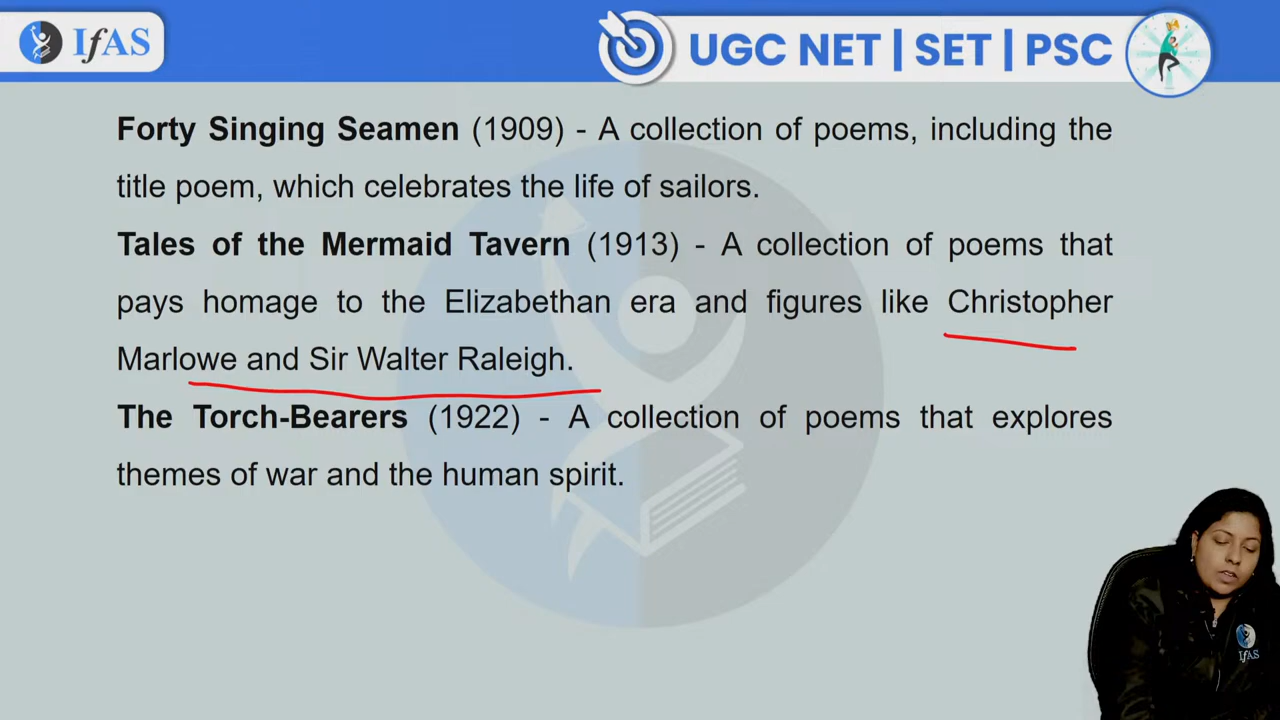 IfAS
UGC NET | SET | PSC
Forty Singing Seamen (1909) - A collection of poems, including the
title poem, which celebrates the life of sailors.
Tales of the Mermaid Tavern (1913) - A collection of poems that
pays homage to the Elizabethan era and figures like Christopher
Marlowe and Sir Walter Raleigh.
The Torch-Bearers (1922) - A collection of poems that explores
themes of war and the human spirit.
IfAS